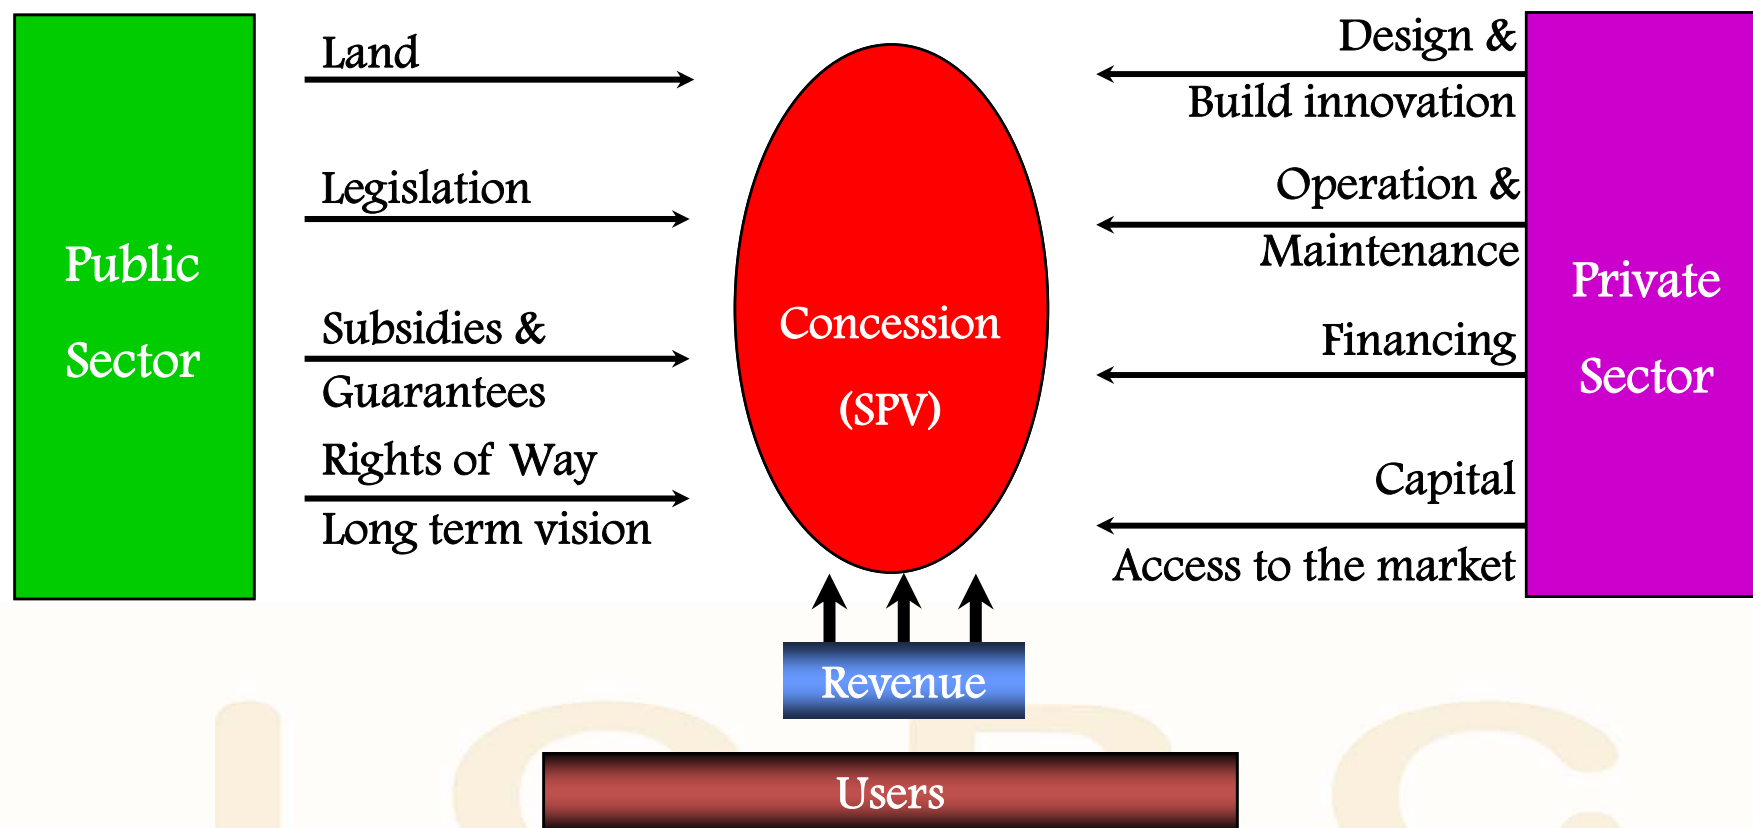 Public
Sector
Land
Legislation
Subsidies &
Guarantees
Rights of Way
Long term vision
Concession
(SPV)
Design &
Build innovation
Operation &
Maintenance
Financing
Capital
Access to the market
Private
Sector
Revenue
Users